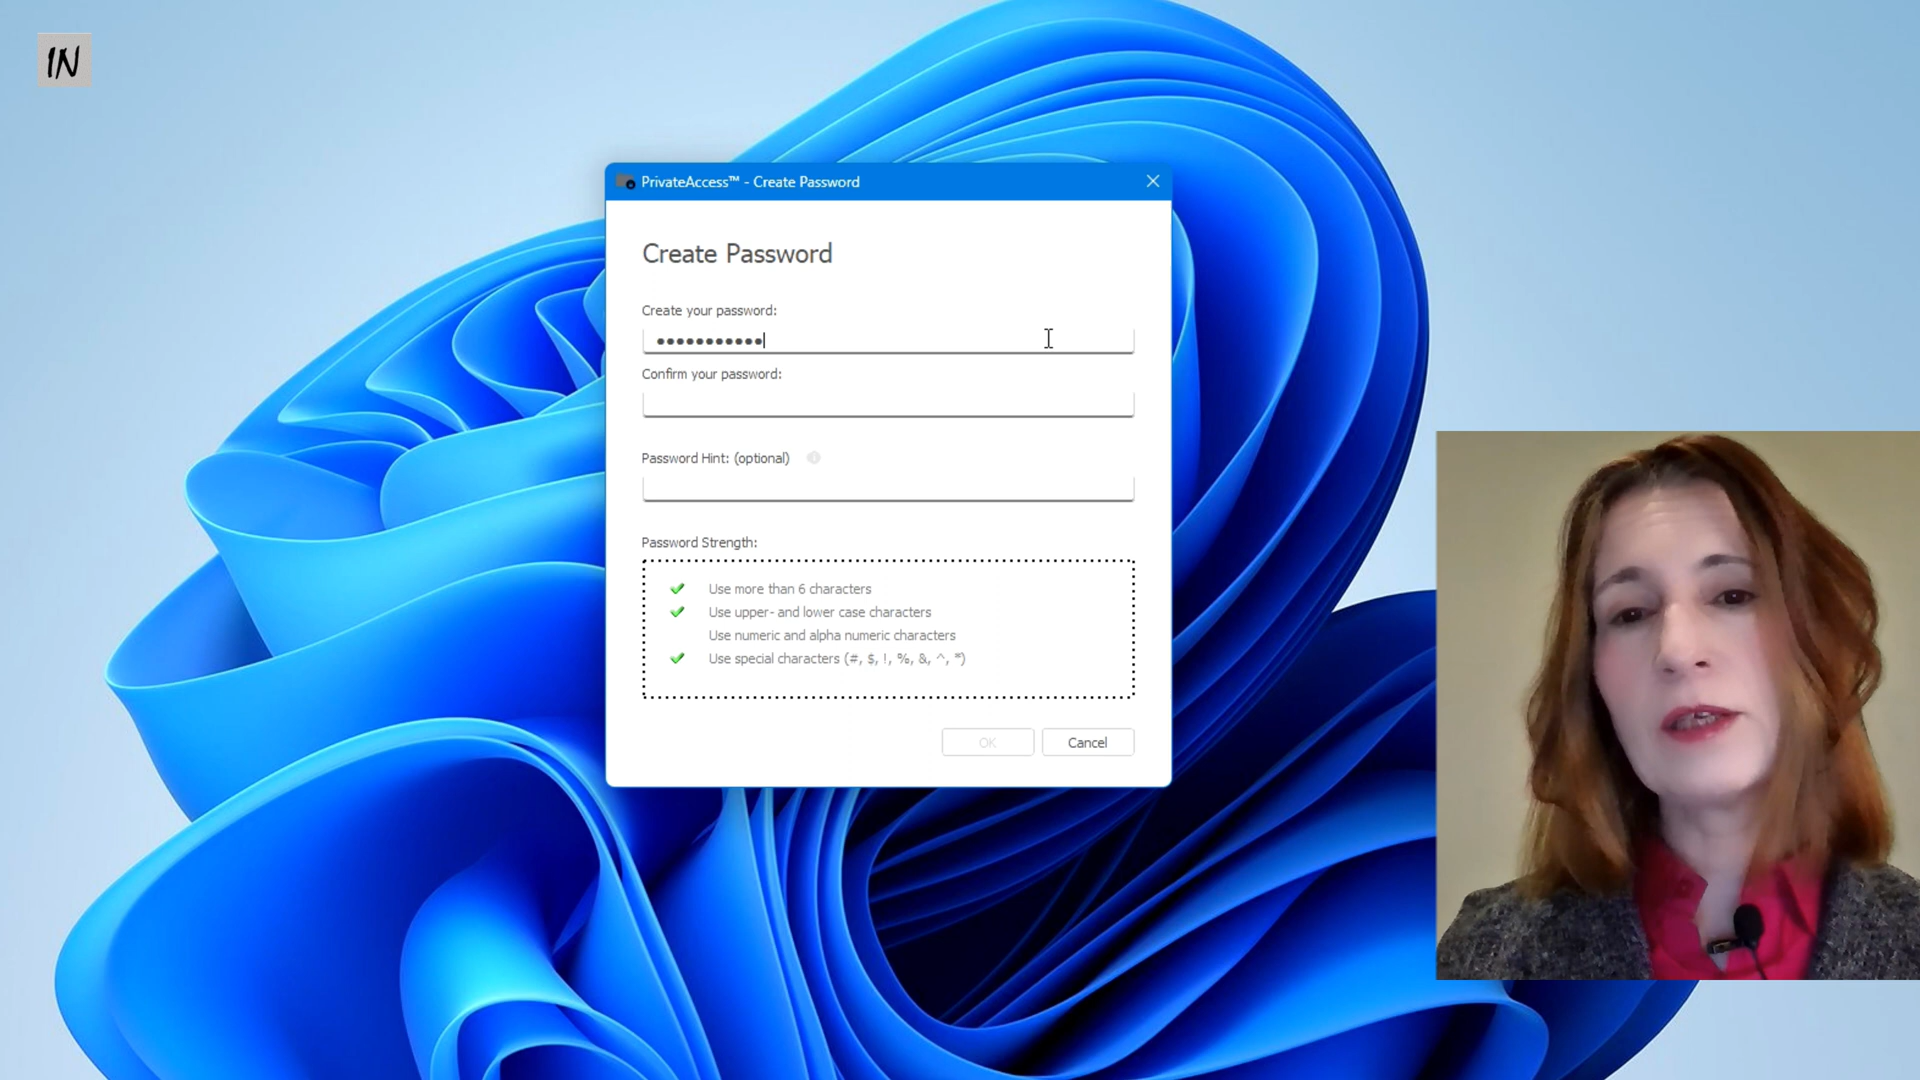 IN
PrivateAccess™ - Create Password
Create Password
Create your password:
●●●●●●●●●●●
Confirm your password:
Password Hint: (optional)
Password Strength:
Use more than 6 characters
Use upper- and lower case characters
Use numeric and alpha numeric characters
Use special characters (#, $, !, %, &, ^, *)
OK
Cancel